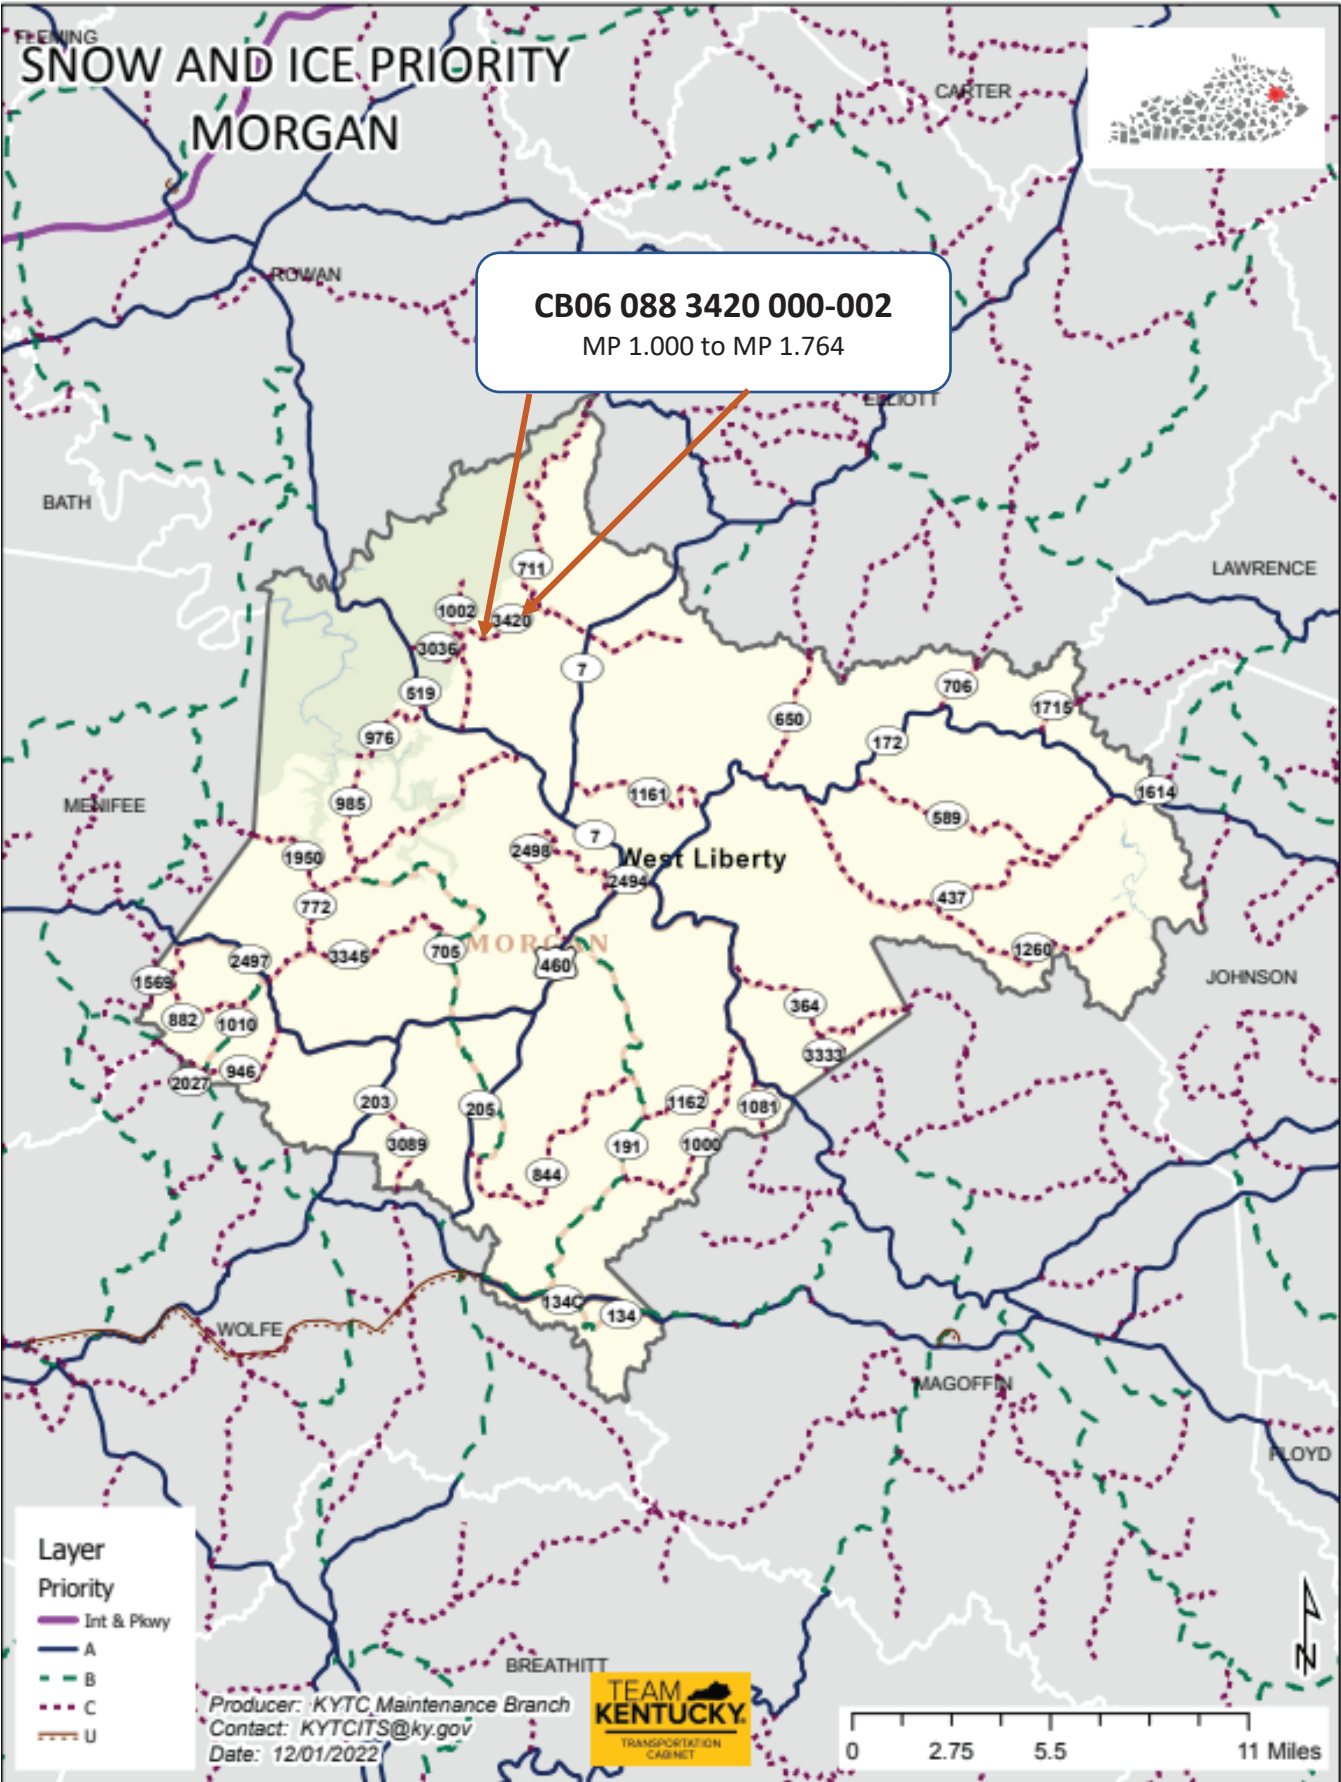 FLEMING
SNOW AND ICE PRIORITY
MORGAN
CARTER
ROWAN
CB06 088 3420 000-002
MP 1.000 to MP 1.764
ELLIOTT
BATH
LAWRENCE
711
1002
3420
3036
7
519
706
1715
650
976
172
MENIFEE
985
1161
1614
589
7
2498
West Liberty
1950
2494
437
772
MORGAN
1260
3345
705
460
2497
1569
JOHNSON
364
882
1010
3333
946
2027
203
205
1162
1081
3089
191
1000
844
134C
134
WOLFE
MAGOFFIN
FLOYD
Layer
Priority
Int & Pkwy
A
B
C
U
BREATHITT
Producer: KYTC Maintenance Branch
Contact: KYTCITS@ky.gov
Date: 12/01/2022
TEAM
KENTUCKY
TRANSPORTATION
CABINET
N
0 2.75 5.5 11 Miles